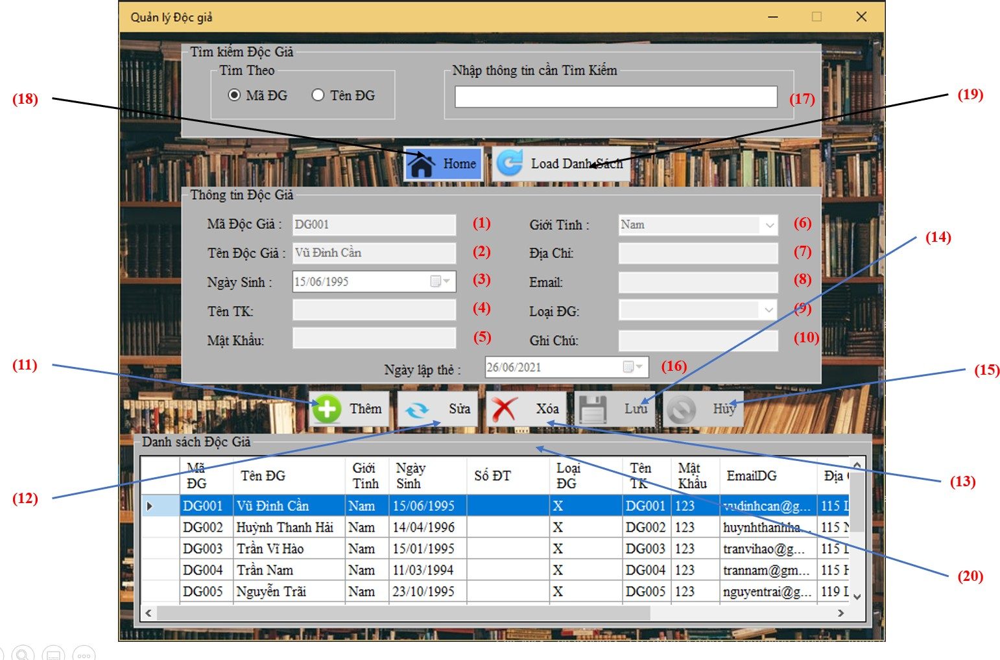 Quản lý Độc giả
Tìm kiếm Độc Giả
Tìm Theo
Mã ĐG
Tên ĐG
Nhập thông tin cần Tìm Kiếm
(17)
(18)
(19)
Home
Load Danh Sách
Thông tin Độc Giả
Mã Độc Giả : DG001 (1)
Giới Tính : Nam (6)
Tên Độc Giả : Vũ Đình Cần (2)
Địa Chỉ: (7)
Ngày Sinh : 15/06/1995 (3)
Email: (8)
Tên TK: (4)
Loại ĐG: (9)
Mật Khẩu: (5)
Ghi Chú: (10)
Ngày lập thẻ : 26/06/2021 (16)
(14)
(11)
(15)
Thêm
Sửa
Xóa
Lưu
Hủy
Danh sách Độc Giả
Mã ĐG Tên ĐG Giới Tính Ngày Sinh Số ĐT Loại ĐG Tên TK Mật Khẩu EmailDG Địa
DG001 Vũ Đình Cần Nam 15/06/1995 X DG001 123 vudinhcan@g... 115 L
DG002 Huỳnh Thanh Hải Nam 14/04/1996 X DG002 123 huynhthanhha... 115 N
DG003 Trần Vĩ Hào Nam 15/01/1995 X DG003 123 tranvihao@g... 115 L
DG004 Trần Nam Nam 11/03/1994 X DG004 123 trannam@gm... 115 H
DG005 Nguyễn Trãi Nam 23/10/1995 X DG005 123 nguyentrai@g... 119 L
(12)
(13)
(20)